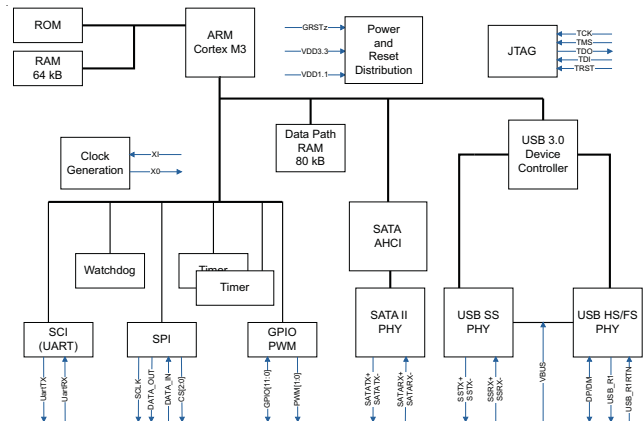 ROM
RAM
64 kB
ARM
Cortex M3
GRSTz
VDD3.3
VDD1.1
Power
and
Reset
Distribution
JTAG
TCK
TMS
TDO
TDI
TRST
Clock
Generation
XI
X0
Data Path
RAM
80 kB
USB 3.0
Device
Controller
SATA
AHCI
Watchdog
Timer
Timer
SCI
(UART)
SPI
GPIO
PWM
SATA II
PHY
USB SS
PHY
USB HS/FS
PHY
UartTX
UartRX
SCLK
DATA_OUT
DATA_IN
CS[2:0]
GPIO[11:0]
PWM[1:0]
SATATX+
SATATX-
SATARX+
SATARX-
SSTX+
SSTX-
SSRX+
SSRX-
VBUS
DP/DM
USB_R1
USB_R1RTN